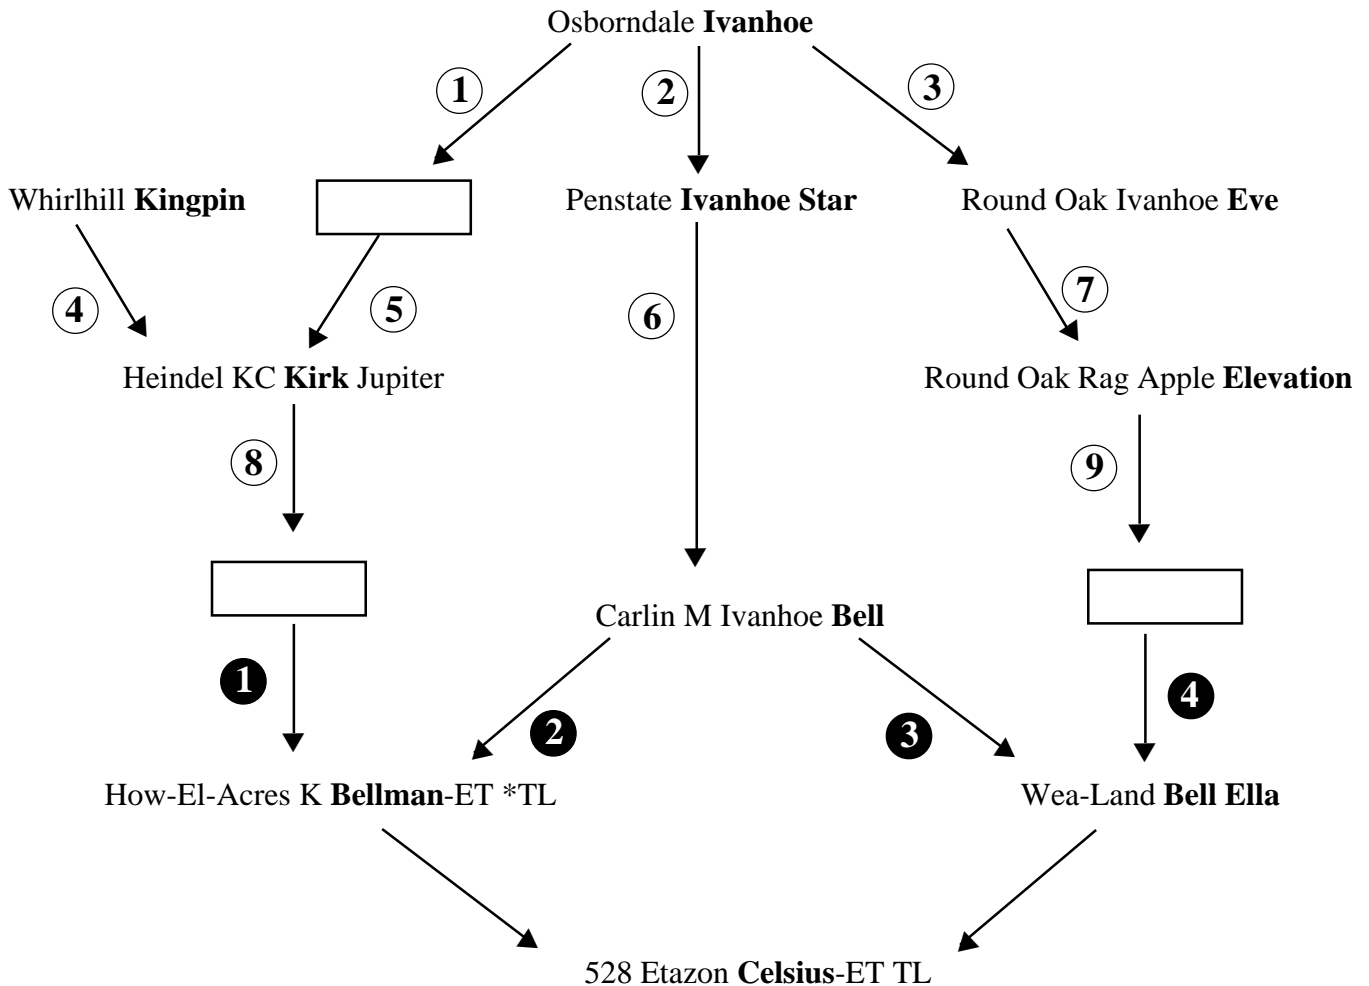 Osborndale Ivanhoe
1
2
3
Whirlhill Kingpin
Penstate Ivanhoe Star
Round Oak Ivanhoe Eve
4
5
6
7
Heindel KC Kirk Jupiter
Round Oak Rag Apple Elevation
8
9
Carlin M Ivanhoe Bell
1
2
3
4
How-El-Acres K Bellman-ET *TL
Wea-Land Bell Ella
528 Etazon Celsius-ET TL